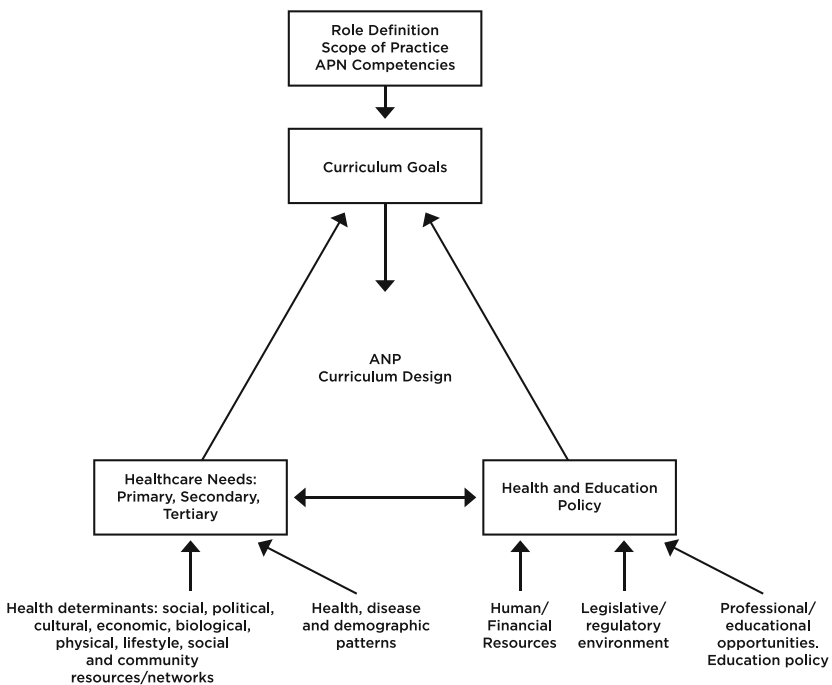 Role Definition
Scope of Practice
APN Competencies
Curriculum Goals
ANP
Curriculum Design
Healthcare Needs:
Primary, Secondary,
Tertiary
Health and Education
Policy
Health determinants: social, political,
cultural, economic, biological,
physical, lifestyle, social
and community
resources/networks
Health, disease
and demographic
patterns
Human/
Financial
Resources
Legislative/
regulatory
environment
Professional/
educational
opportunities.
Education policy